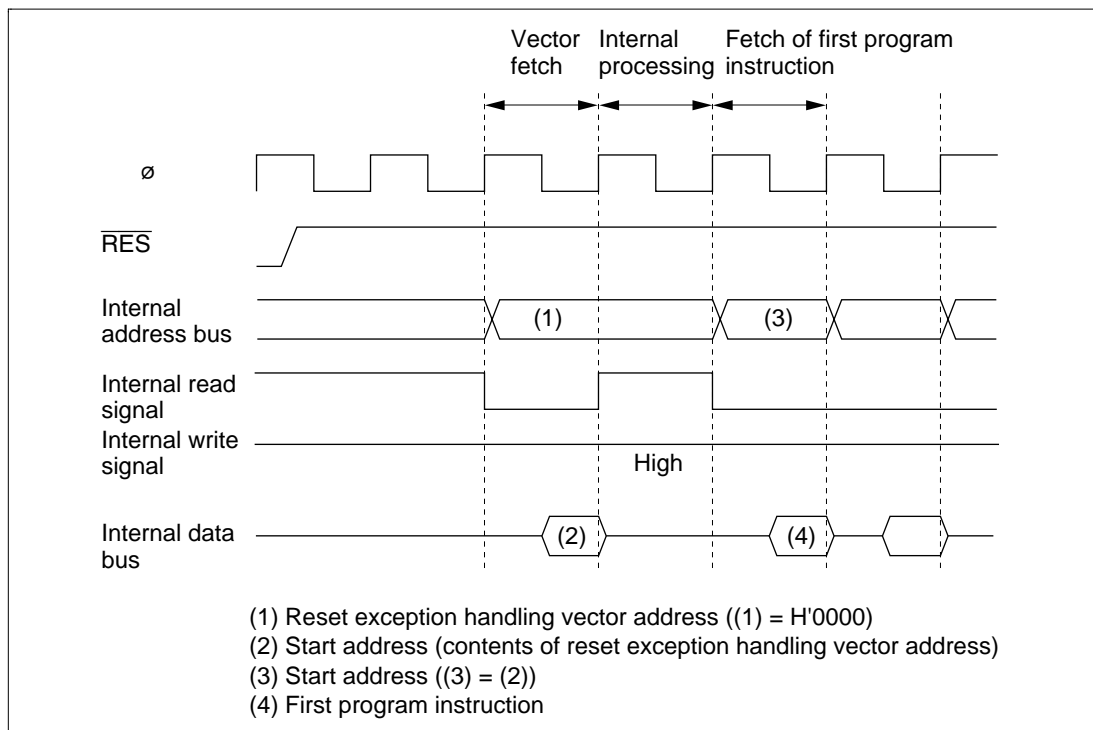 Vector fetch
Internal processing
Fetch of first program instruction
ø
RES
Internal address bus
(1)
(3)
Internal read signal
Internal write signal
High
Internal data bus
(2)
(4)
(1) Reset exception handling vector address ((1) = H'0000)
(2) Start address (contents of reset exception handling vector address)
(3) Start address ((3) = (2))
(4) First program instruction